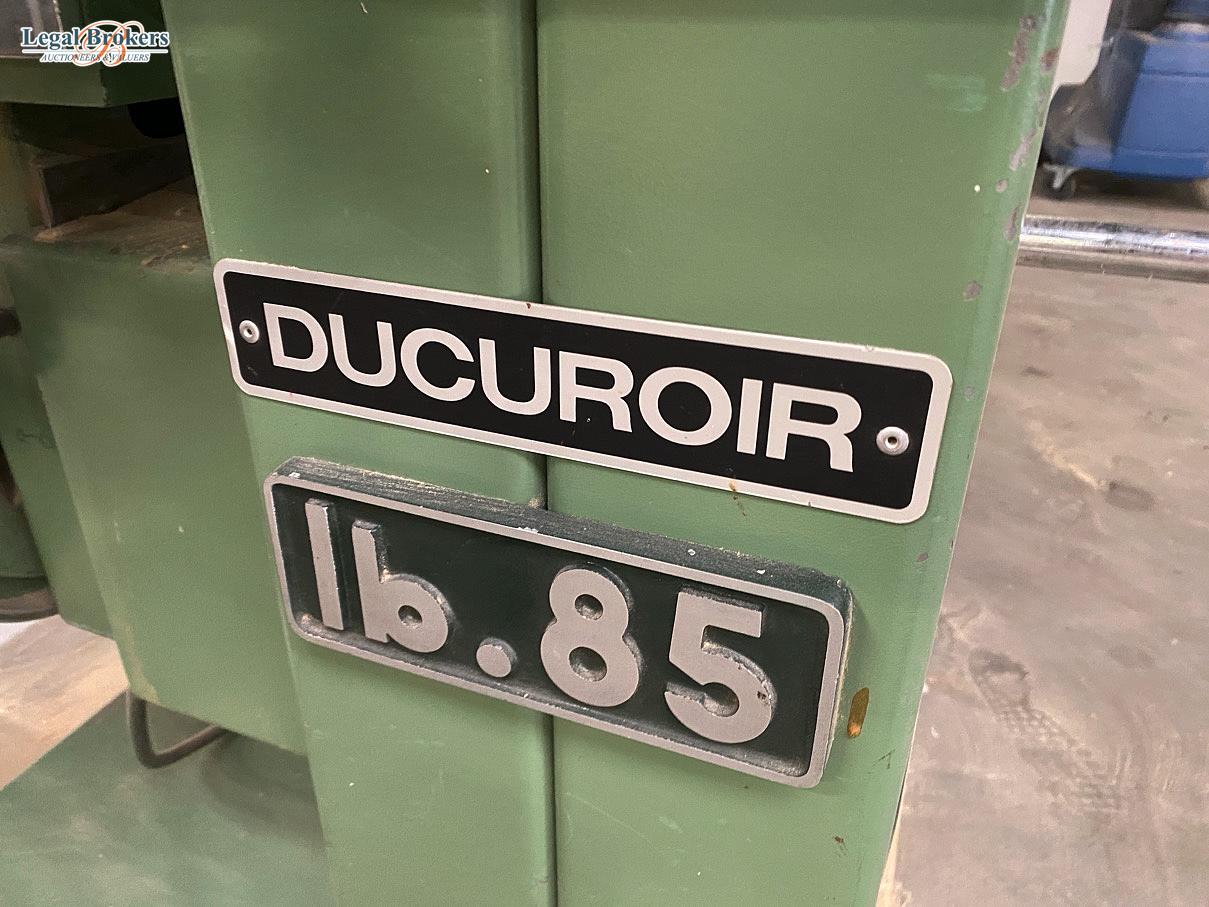 Legal Brokers
AUCTIONEERS & VALUERS
DUCUROIR
lb.85